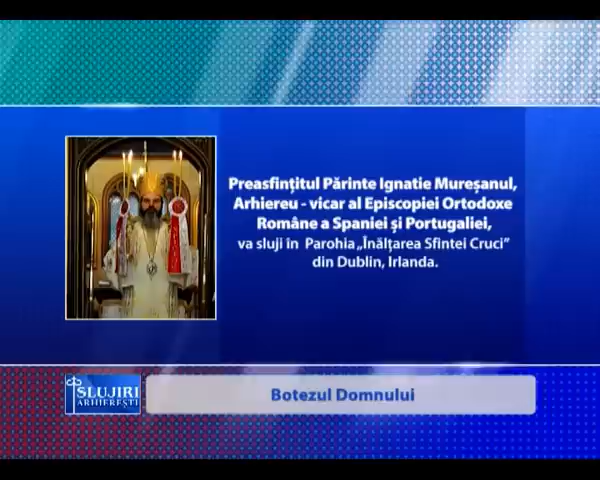 Preasfințitul Părinte Ignatie Mureșanul,
Arhiereu - vicar al Episcopiei Ortodoxe
Române a Spaniei și Portugaliei,
va sluji în Parohia „Înălțarea Sfintei Cruci”
din Dublin, Irlanda.
SLUJIRI
ARHIEREȘTI
Botezul Domnului